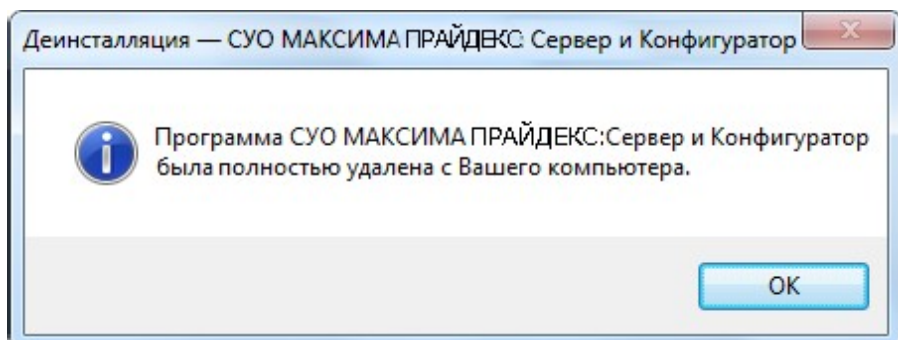 Деинсталляция — СУО МАКСИМА ПРАЙДЕКС: Сервер и Конфигуратор
Программа СУО МАКСИМА ПРАЙДЕКС:Сервер и Конфигуратор
была полностью удалена с Вашего компьютера.
OK